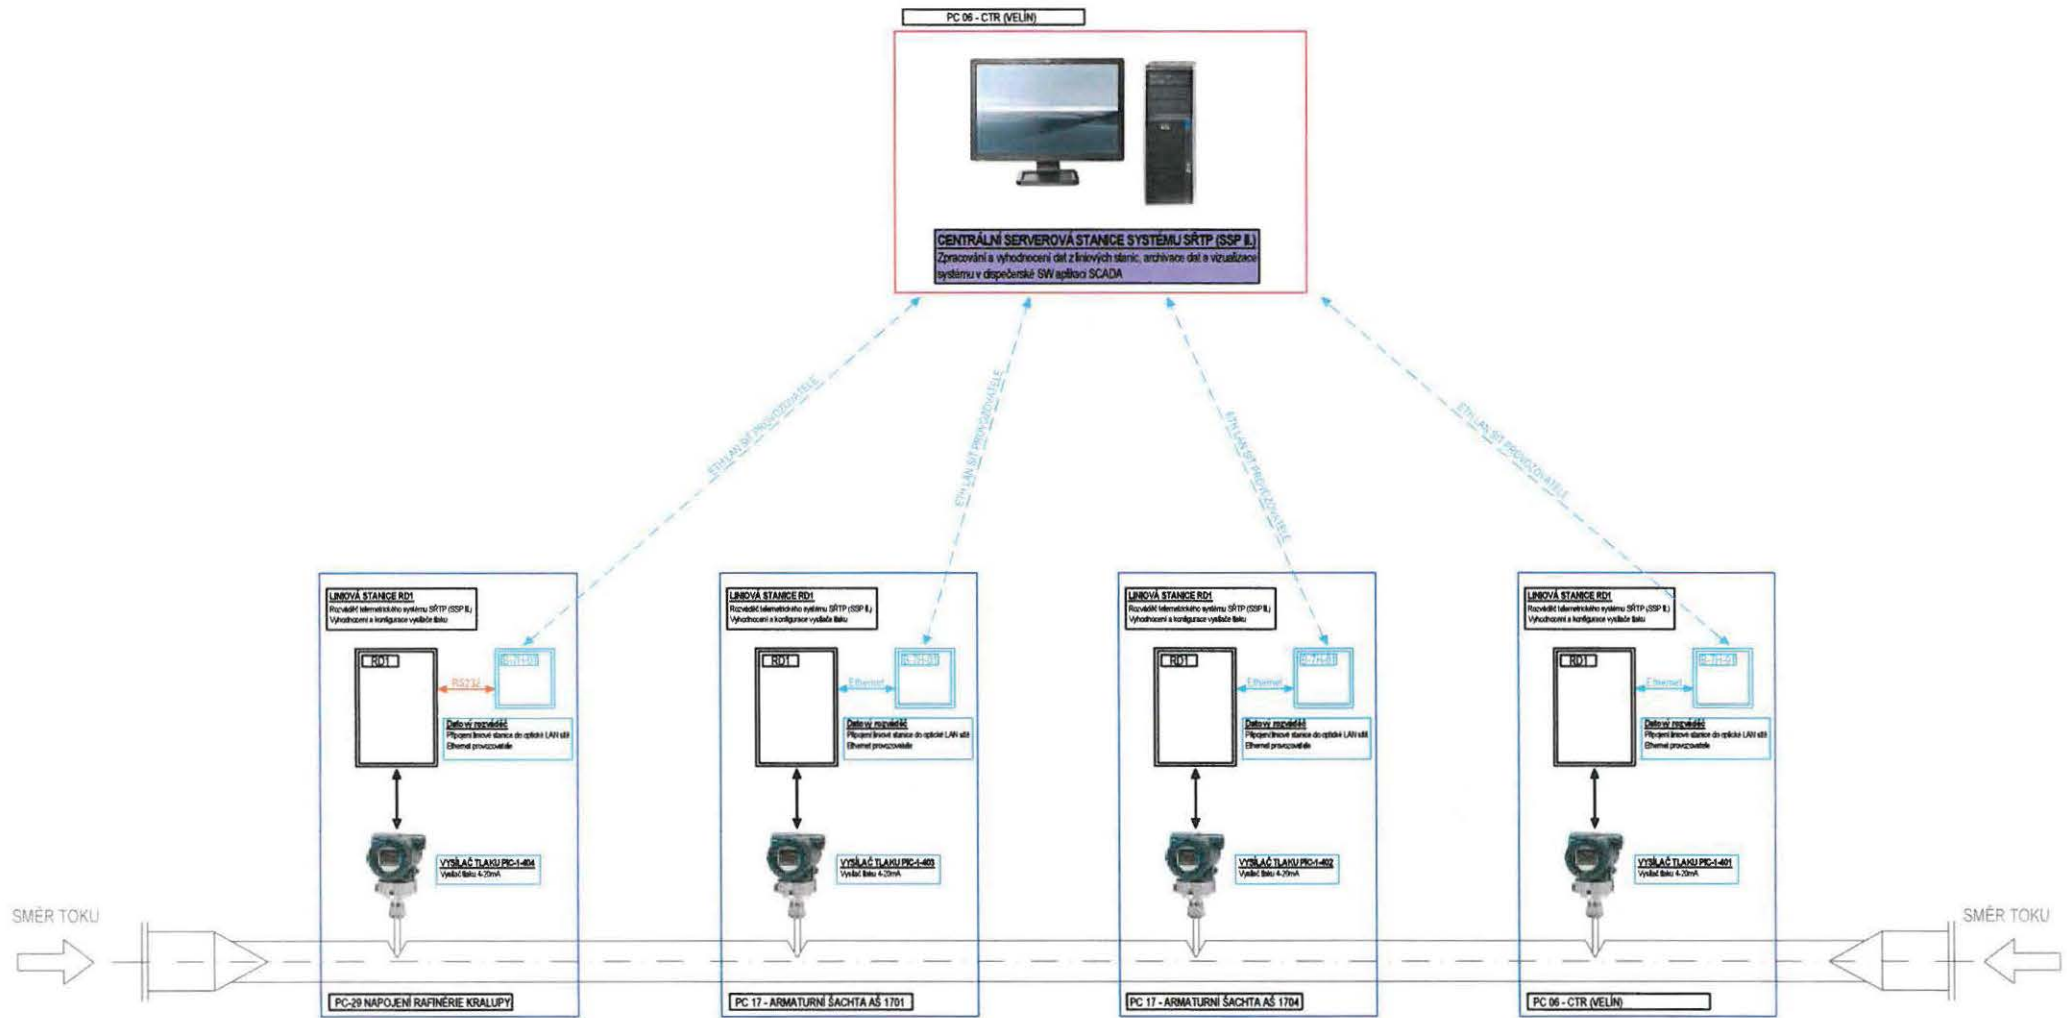 PC 06 - CTR (VELÍN)
CENTRÁLNÍ SERVEROVÁ STANICE SYSTÉMU SŘTP (SSP II.)
Zpracování a vyhodnocení dat z liniových stanic, archivace dat a vizualizace
systému v dispečerské SW aplikaci SCADA
ETH LAN SÍŤ PROVOZOVATELE
ETH LAN SÍŤ PROVOZOVATELE
ETH LAN SÍŤ PROVOZOVATELE
ETH LAN SÍŤ PROVOZOVATELE
LINIOVÁ STANICE RD1
Rozváděč telemetrického systému SŘTP (SSP II.)
Vyhodnocení a konfigurace vysílače tlaku
RD1
RS232
Datový rozváděč
Připojení liniové stanice do optické LAN sítě
Ethernet provozovatele
VYSÍLAČ TLAKU PIC-1-404
Vysílač tlaku 4-20mA
PC-29 NAPOJENÍ RAFINÉRIE KRALUPY
LINIOVÁ STANICE RD1
Rozváděč telemetrického systému SŘTP (SSP II.)
Vyhodnocení a konfigurace vysílače tlaku
RD1
Ethernet
Datový rozváděč
Připojení liniové stanice do optické LAN sítě
Ethernet provozovatele
VYSÍLAČ TLAKU PIC-1-403
Vysílač tlaku 4-20mA
PC 17 - ARMATURNÍ ŠACHTA AŠ 1701
LINIOVÁ STANICE RD1
Rozváděč telemetrického systému SŘTP (SSP II.)
Vyhodnocení a konfigurace vysílače tlaku
RD1
Ethernet
Datový rozváděč
Připojení liniové stanice do optické LAN sítě
Ethernet provozovatele
VYSÍLAČ TLAKU PIC-1-402
Vysílač tlaku 4-20mA
PC 17 - ARMATURNÍ ŠACHTA AŠ 1704
LINIOVÁ STANICE RD1
Rozváděč telemetrického systému SŘTP (SSP II.)
Vyhodnocení a konfigurace vysílače tlaku
RD1
Ethernet
Datový rozváděč
Připojení liniové stanice do optické LAN sítě
Ethernet provozovatele
VYSÍLAČ TLAKU PIC-1-401
Vysílač tlaku 4-20mA
PC 06 - CTR (VELÍN)
SMĚR TOKU
SMĚR TOKU